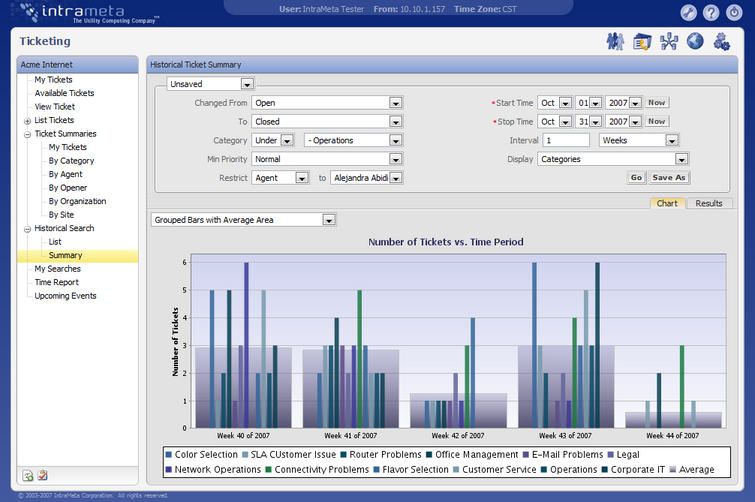 intrameta
The Utility Computing Company™
User: IntraMeta Tester From: 10.10.1.157 Time Zone: CST
Ticketing
Acme Internet
My Tickets
Available Tickets
View Ticket
List Tickets
Ticket Summaries
My Tickets
By Category
By Agent
By Opener
By Organization
By Site
Historical Search
List
Summary
My Searches
Time Report
Upcoming Events
Historical Ticket Summary
Unsaved
Changed From Open
To Closed
Category Under - Operations
Min Priority Normal
Restrict Agent to Alejandra Abidi
* Start Time Oct 01 2007 Now
* Stop Time Oct 31 2007 Now
Interval 1 Weeks
Display Categories
Go Save As
Chart Results
Grouped Bars with Average Area
Number of Tickets vs. Time Period
Number of Tickets
6
5
4
3
2
1
0
Week 40 of 2007 Week 41 of 2007 Week 42 of 2007 Week 43 of 2007 Week 44 of 2007
Color Selection SLA CUstomer Issue Router Problems Office Management E-Mail Problems Legal
Network Operations Connectivity Problems Flavor Selection Customer Service Operations Corporate IT Average
© 2003-2007 IntraMeta Corporation. All rights reserved.